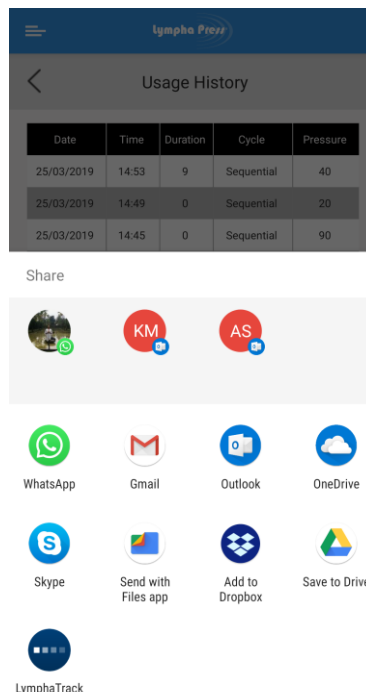 Lympha Press
Usage History
Date Time Duration Cycle Pressure
25/03/2019 14:53 9 Sequential 40
25/03/2019 14:49 0 Sequential 20
25/03/2019 14:45 0 Sequential 90
Share
KM AS
WhatsApp Gmail Outlook OneDrive
Skype Send with Files app Add to Dropbox Save to Drive
LymphaTrack